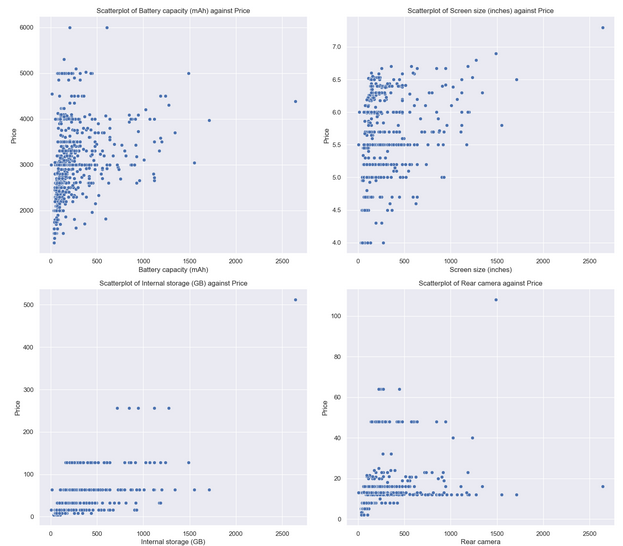 Scatterplot of Battery capacity (mAh) against Price
6000
5000
4000
3000
2000
Price
0 500 1000 1500 2000 2500
Battery capacity (mAh)
Scatterplot of Screen size (inches) against Price
7.0
6.5
6.0
5.5
5.0
4.5
4.0
Price
0 500 1000 1500 2000 2500
Screen size (inches)
Scatterplot of Internal storage (GB) against Price
500
400
300
200
100
0
Price
0 500 1000 1500 2000 2500
Internal storage (GB)
Scatterplot of Rear camera against Price
100
80
60
40
20
0
Price
0 500 1000 1500 2000 2500
Rear camera